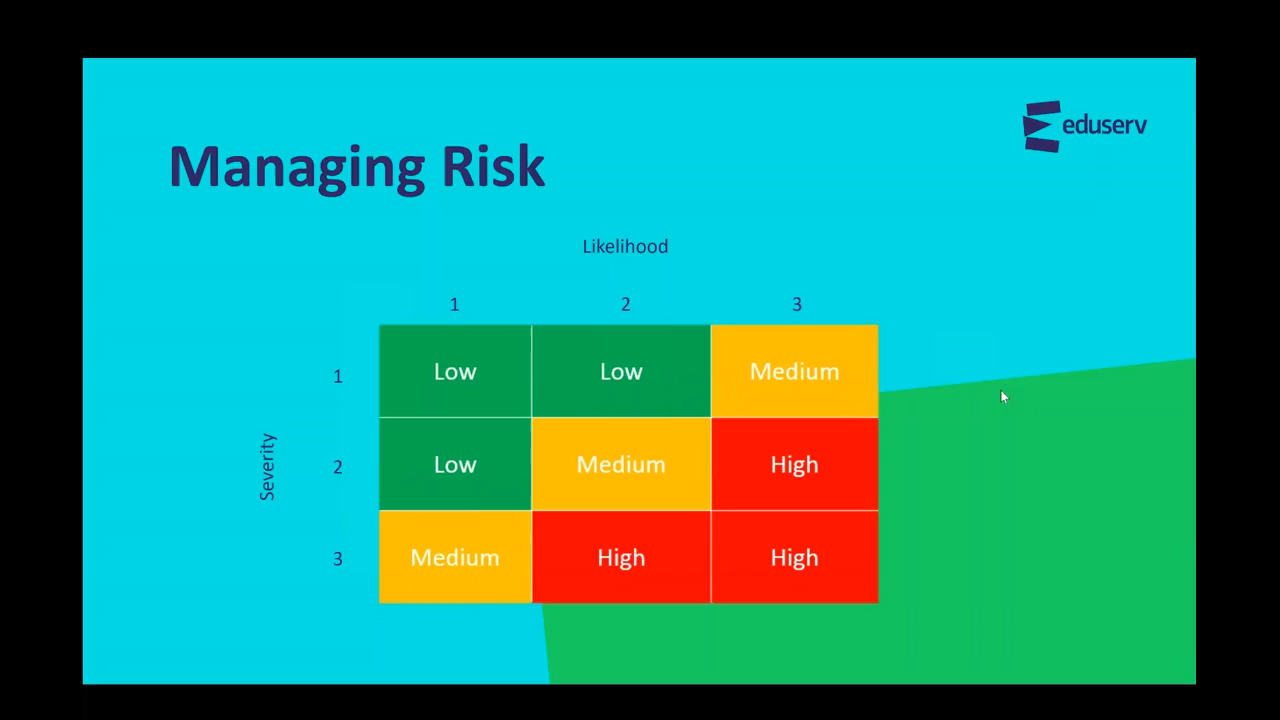 eduserv
Managing Risk
Likelihood
1 2 3
1 Low Low Medium
Severity
2 Low Medium High
3 Medium High High